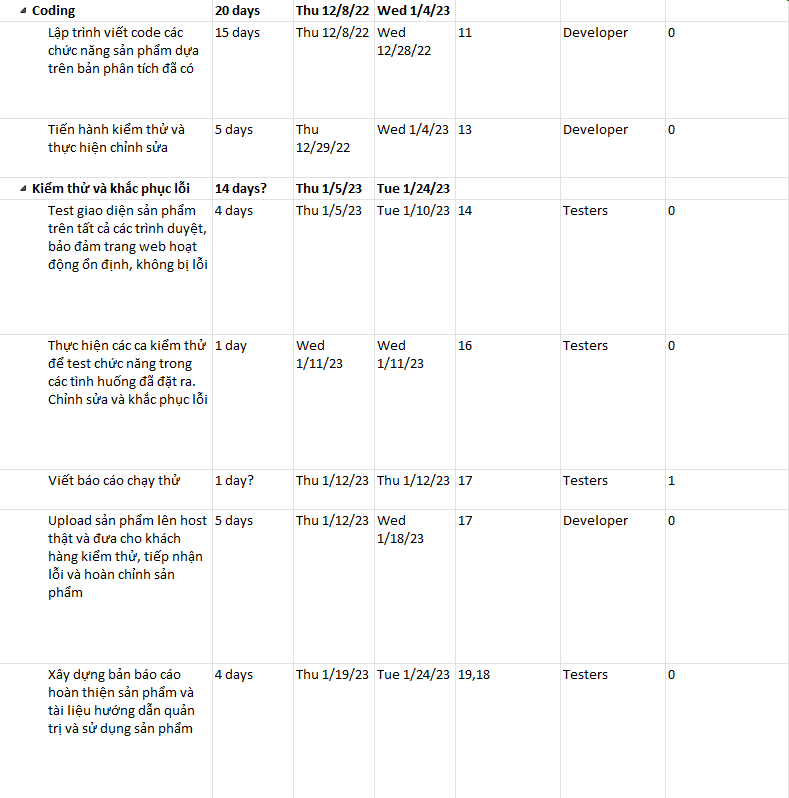 Coding 20 days Thu 12/8/22 Wed 1/4/23
Lập trình viết code các 15 days Thu 12/8/22 Wed 11 Developer 0
chức năng sản phẩm dựa 12/28/22
trên bản phân tích đã có
Tiến hành kiểm thử và 5 days Thu Wed 1/4/23 13 Developer 0
thực hiện chỉnh sửa 12/29/22
Kiểm thử và khắc phục lỗi 14 days? Thu 1/5/23 Tue 1/24/23
Test giao diện sản phẩm 4 days Thu 1/5/23 Tue 1/10/23 14 Testers 0
trên tất cả các trình duyệt,
bảo đảm trang web hoạt
động ổn định, không bị lỗi
Thực hiện các ca kiểm thử 1 day Wed Wed 16 Testers 0
để test chức năng trong 1/11/23 1/11/23
các tình huống đã đặt ra.
Chỉnh sửa và khắc phục lỗi
Viết báo cáo chạy thử 1 day? Thu 1/12/23 Thu 1/12/23 17 Testers 1
Upload sản phẩm lên host 5 days Thu 1/12/23 Wed 17 Developer 0
thật và đưa cho khách 1/18/23
hàng kiểm thử, tiếp nhận
lỗi và hoàn chỉnh sản
phẩm
Xây dựng bản báo cáo 4 days Thu 1/19/23 Tue 1/24/23 19,18 Testers 0
hoàn thiện sản phẩm và
tài liệu hướng dẫn quản
trị và sử dụng sản phẩm